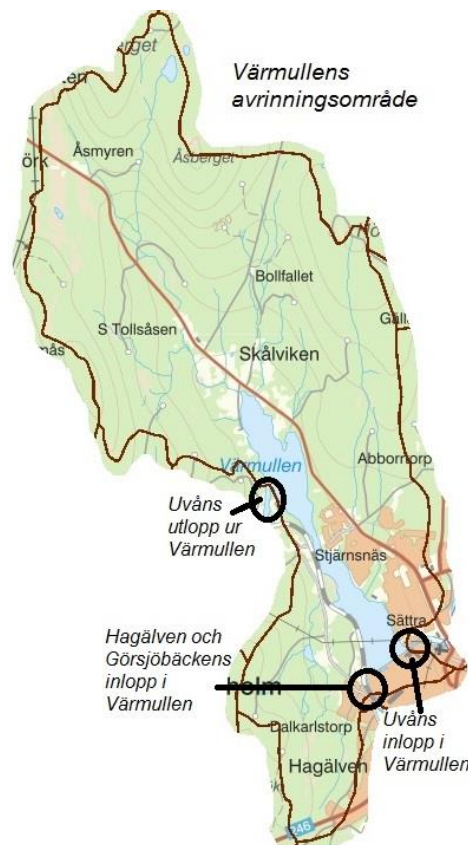 Värmullens
avrinningsområde
Åsmyren
Åsberget
Bollfallet
S Tollsåsen
Skålviken
Värmullen
Abbortorp
Uvåns
utlopp ur
Värmullen
Stjärnsnäs
Sättra
Hagälven och
Görsjöbäckens
inlopp i
Värmullen
holm
Dalkarlstorp
Uvåns
inlopp i
Värmullen
Hagälven
246